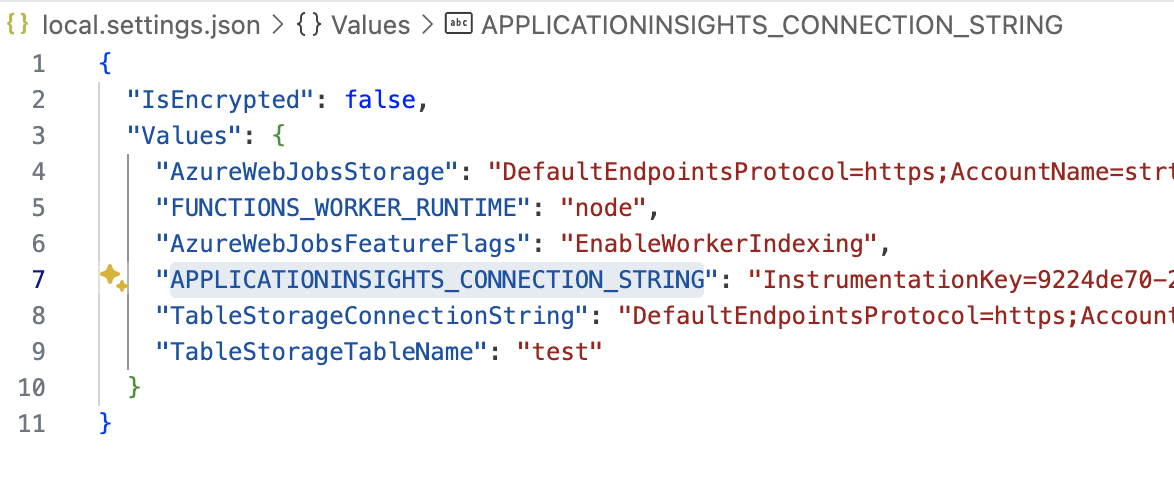 {} local.settings.json > {} Values > abc APPLICATIONINSIGHTS_CONNECTION_STRING
1 {
2 "IsEncrypted": false,
3 "Values": {
4 "AzureWebJobsStorage": "DefaultEndpointsProtocol=https;AccountName=strt
5 "FUNCTIONS_WORKER_RUNTIME": "node",
6 "AzureWebJobsFeatureFlags": "EnableWorkerIndexing",
7 "APPLICATIONINSIGHTS_CONNECTION_STRING": "InstrumentationKey=9224de70-2
8 "TableStorageConnectionString": "DefaultEndpointsProtocol=https;Account
9 "TableStorageTableName": "test"
10 }
11 }